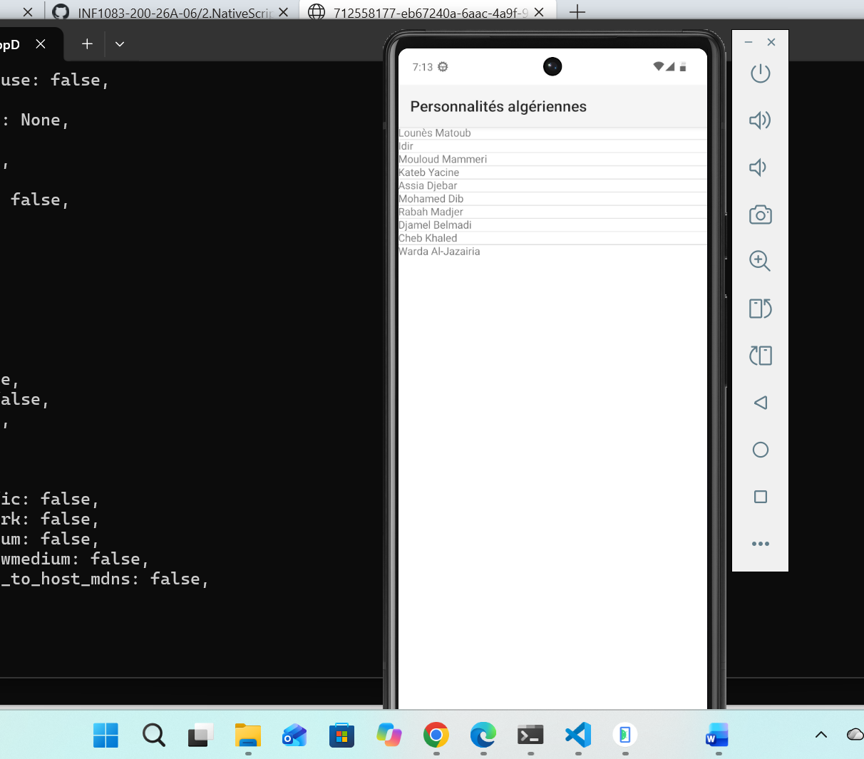 INF1083-200-26A-06/2.NativeScri
712558177-eb67240a-6aac-4a9f-9
ppD
use: false,
: None,
,
false,
e,
alse,
,
ic: false,
rk: false,
um: false,
wmedium: false,
_to_host_mdns: false,
7:13
Personnalités algériennes
Lounès Matoub
Idir
Mouloud Mammeri
Kateb Yacine
Assia Djebar
Mohamed Dib
Rabah Madjer
Djamel Belmadi
Cheb Khaled
Warda Al-Jazairia